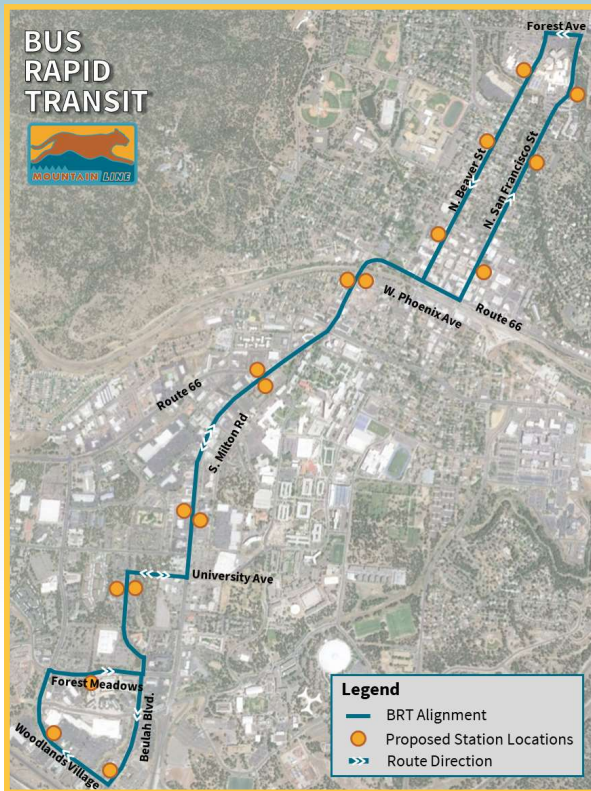 BUS
RAPID
TRANSIT
MOUNTAIN LINE
Forest Ave
N. Beaver St
N. San Francisco St
W. Phoenix Ave
Route 66
Route 66
S. Milton Rd
University Ave
Forest Meadows
Beulah Blvd.
Woodlands Village
Legend
BRT Alignment
Proposed Station Locations
Route Direction